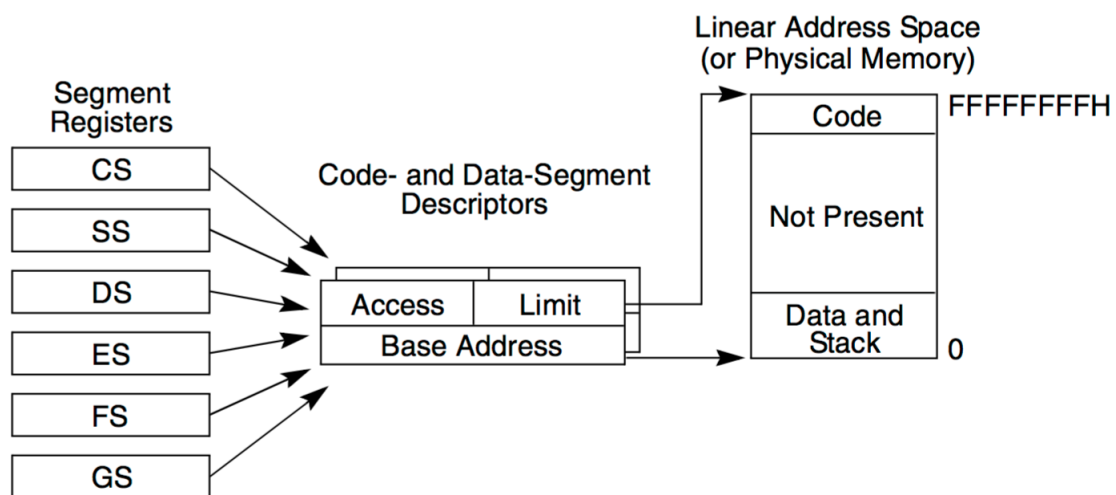 Linear Address Space
(or Physical Memory)
Segment
Registers
FFFFFFFFH
Code
CS
Code- and Data-Segment
Descriptors
SS
Not Present
DS
Access
Limit
Data and
Stack
ES
Base Address
0
FS
GS